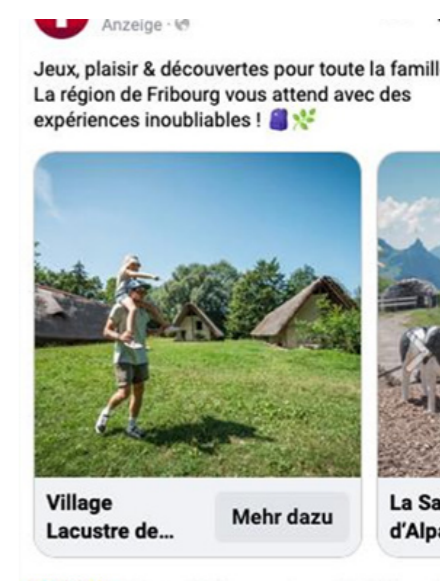 Anzeige ·
Jeux, plaisir & découvertes pour toute la famill
La région de Fribourg vous attend avec des
expériences inoubliables !
Village
Lacustre de...
Mehr dazu
La Sa
d'Alpa